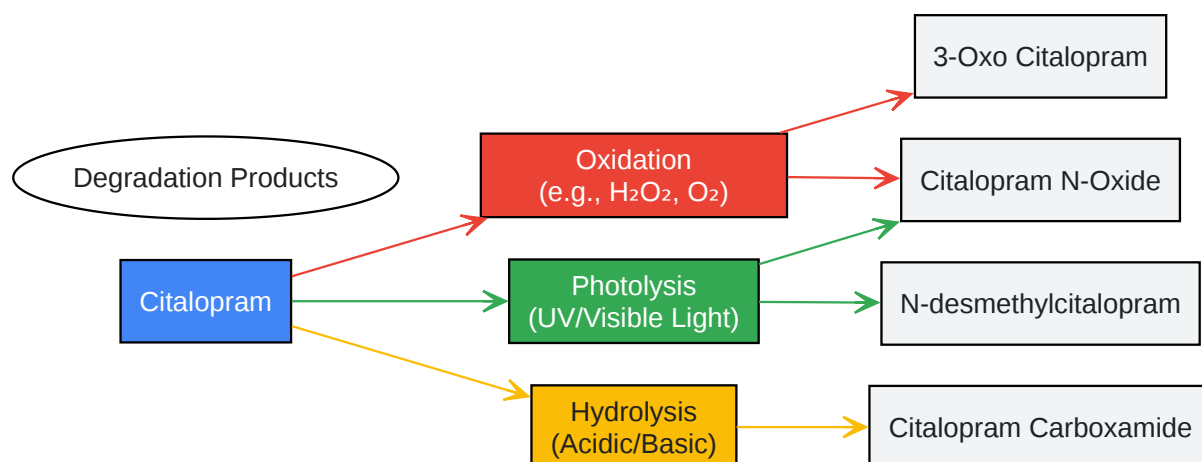 3-Oxo Citalopram
Oxidation
(e.g., H₂O₂, O₂)
Degradation Products
Citalopram N-Oxide
Citalopram
Photolysis
(UV/Visible Light)
N-desmethylcitalopram
Hydrolysis
(Acidic/Basic)
Citalopram Carboxamide